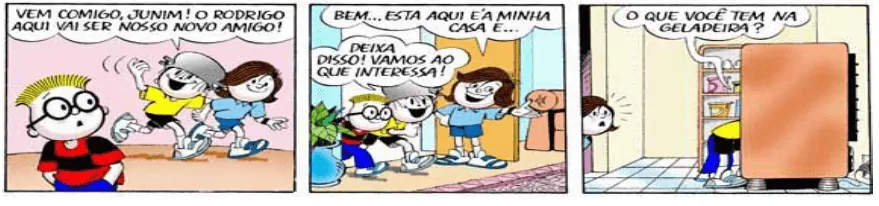 VEM COMIGO, JUNIM! O RODRIGO
AQUI VAI SER NOSSO NOVO AMIGO!
BEM... ESTA AQUI É A MINHA
CASA E...
DEIXA
DISSO! VAMOS AO
QUE INTERESSA!
O QUE VOCÊ TEM NA
GELADEIRA?